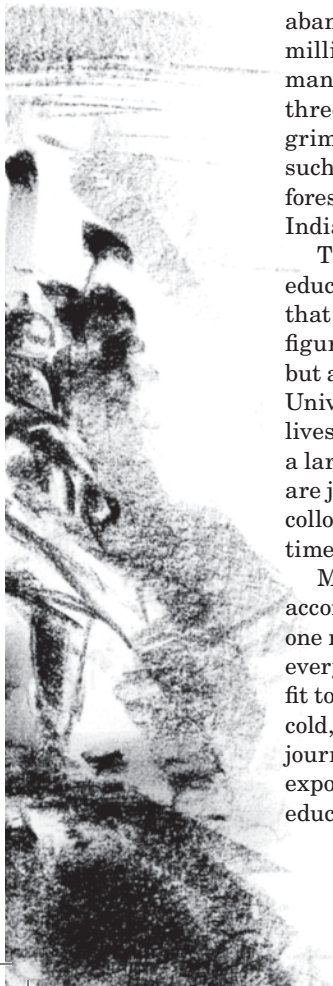 aban
milli
man
three
grim
such
fores
India
T
educ
that
figur
but a
Univ
lives
a lar
are j
collo
time
M
accor
one r
every
fit to
cold,
journ
expo
educ